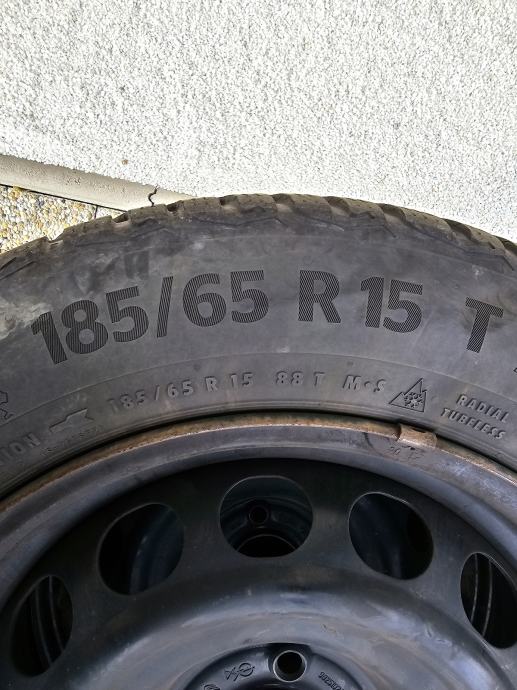 185/65 R 15 T
185/65 R 15 88 T M·S RADIAL
TUBELESS